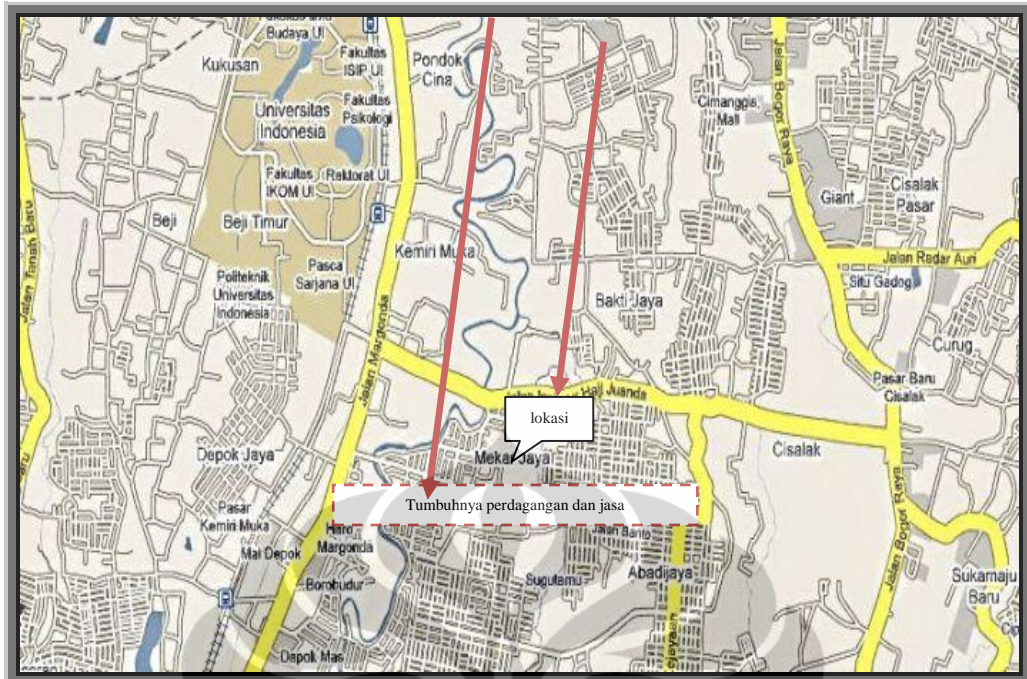 Budaya UI
Kukusan
Fakultas
ISIP UI
Pondok
Cina
Universitas
Indonesia
Fakultas
Psikologi
Cimanggis
Mall
Jalan Bogor Raya
Fakultas
IKOM UI
Rektorat UI
Giant
Cisalak
Pasar
Beji
Beji Timur
Kemiri Muka
Jalan Tanah Baru
Jalan Radar Auri
Politeknik
Universitas
Indonesia
Pasca
Sarjana UI
Bakti Jaya
Situ Gadog
Curug
Jalan Margonda
Pasar Baru
Cisalak
Haji Juanda
lokasi
Depok Jaya
Mekar Jaya
Cisalak
Pasar
Kemiri Muka
Tumbuhnya perdagangan dan jasa
Mal Depok
Margonda
Abadijaya
Jalan Bogor Raya
Borobudur
Sugutamu
Sukamaju
Baru
Depok Mas